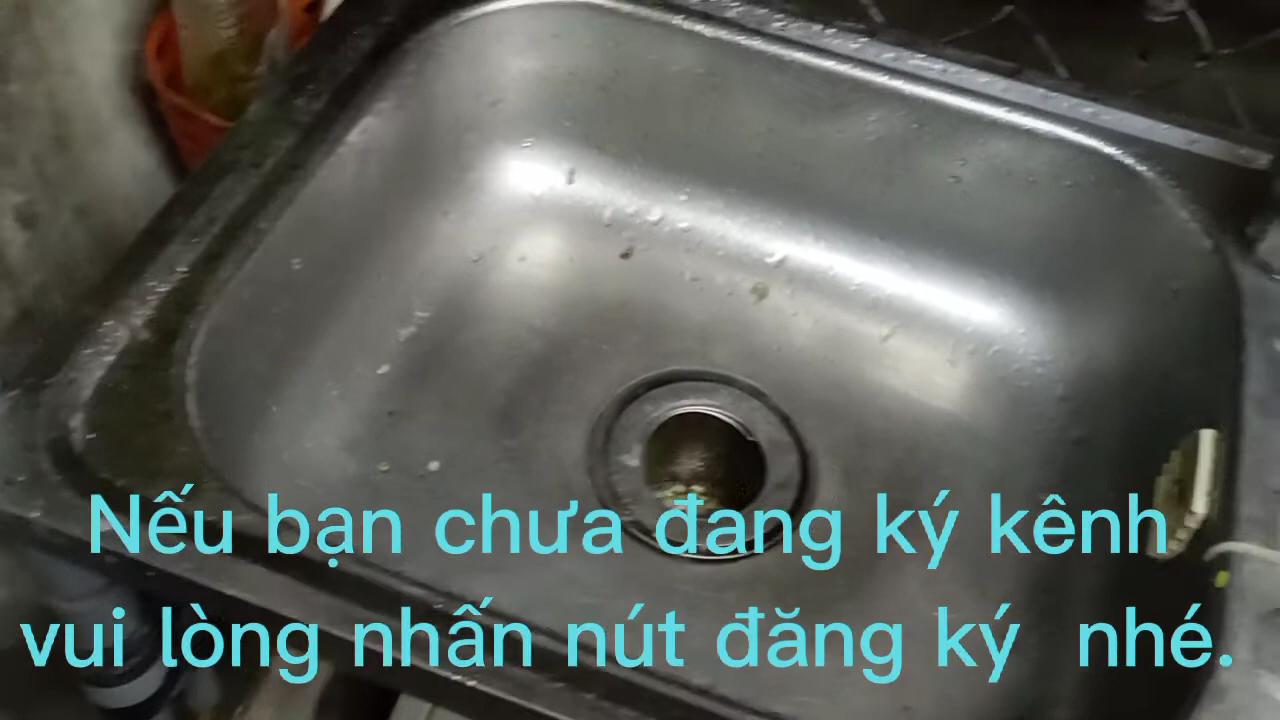 Nếu bạn chưa đang ký kênh
vui lòng nhấn nút đăng ký nhé.